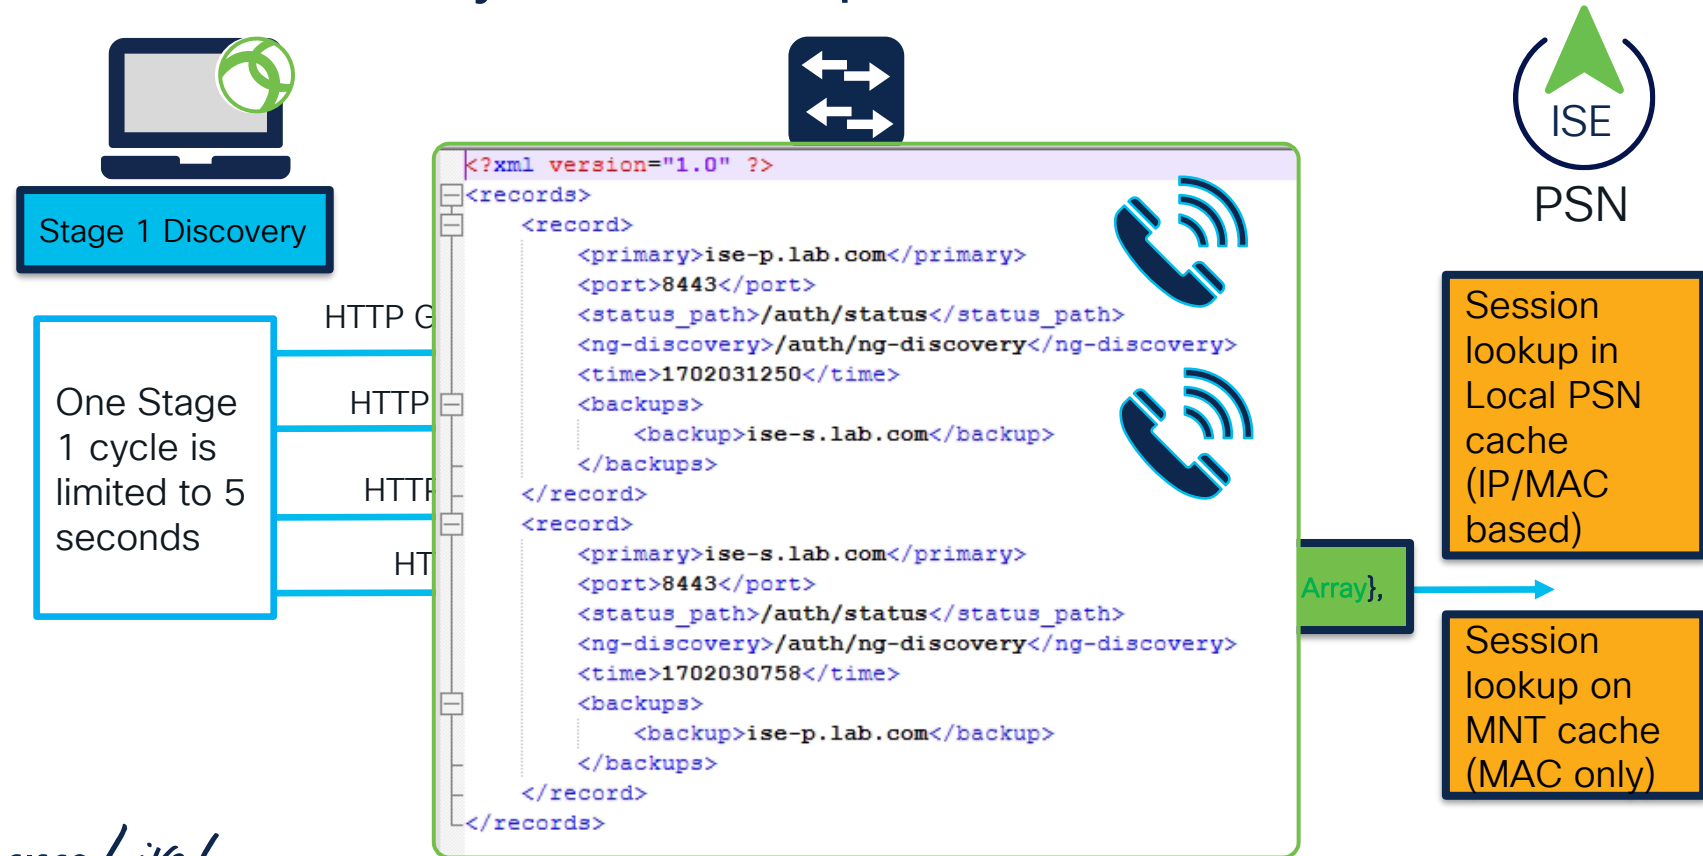 ISE
PSN
Stage 1 Discovery
One Stage
1 cycle is
limited to 5
seconds
HTTP G
HTTP
HTTP
HT
<?xml version="1.0" ?>
<records>
<record>
<primary>ise-p.lab.com</primary>
<port>8443</port>
<status_path>/auth/status</status_path>
<ng-discovery>/auth/ng-discovery</ng-discovery>
<time>1702031250</time>
<backups>
<backup>ise-s.lab.com</backup>
</backups>
</record>
<record>
<primary>ise-s.lab.com</primary>
<port>8443</port>
<status_path>/auth/status</status_path>
<ng-discovery>/auth/ng-discovery</ng-discovery>
<time>1702030758</time>
<backups>
<backup>ise-p.lab.com</backup>
</backups>
</record>
</records>
Array},
Session
lookup in
Local PSN
cache
(IP/MAC
based)
Session
lookup on
MNT cache
(MAC only)